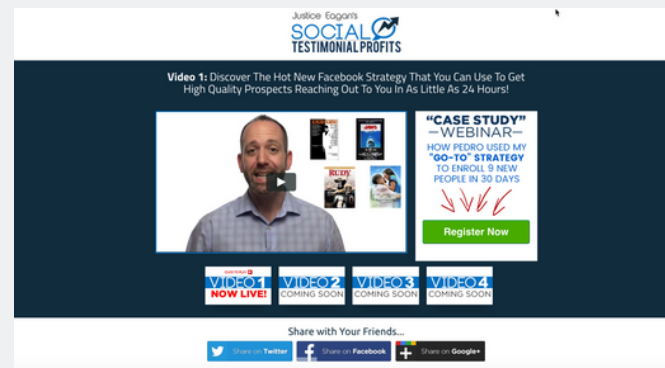 Justice Eagan's
SOCIAL
TESTIMONIAL PROFITS
Video 1: Discover The Hot New Facebook Strategy That You Can Use To Get
High Quality Prospects Reaching Out To You In As Little As 24 Hours!
JAWS
RUDY
"CASE STUDY"
—WEBINAR—
HOW PEDRO USED MY
"GO-TO" STRATEGY
TO ENROLL 9 NEW
PEOPLE IN 30 DAYS
Register Now
VIDEO 1
NOW LIVE!
VIDEO 2
COMING SOON
VIDEO 3
COMING SOON
VIDEO 4
COMING SOON
Share with Your Friends...
Share on Twitter
Share on Facebook
Share on Google+